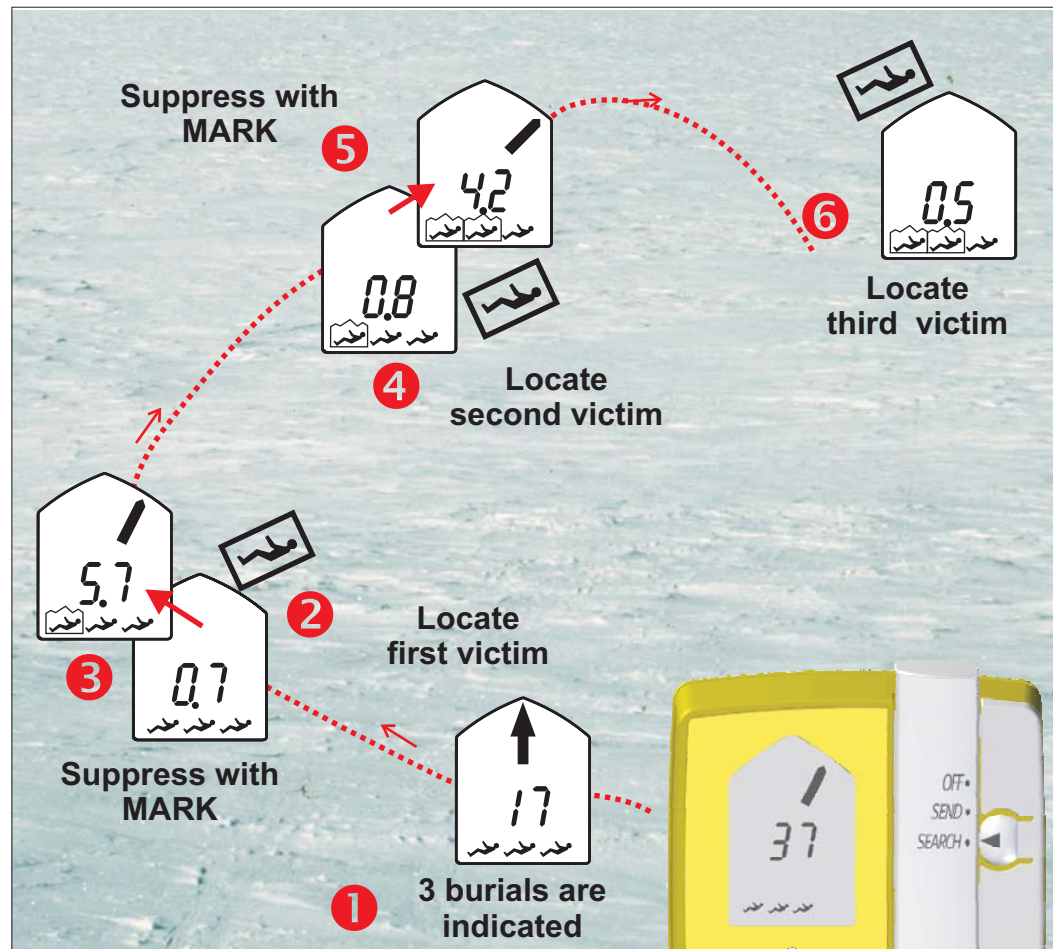 Suppress with
MARK
5
4.2
0.8
4
Locate
second victim
6
0.5
Locate
third victim
5.7
3
2
0.7
Locate
first victim
Suppress with
MARK
17
1
3 burials are
indicated
37
OFF
SEND
SEARCH